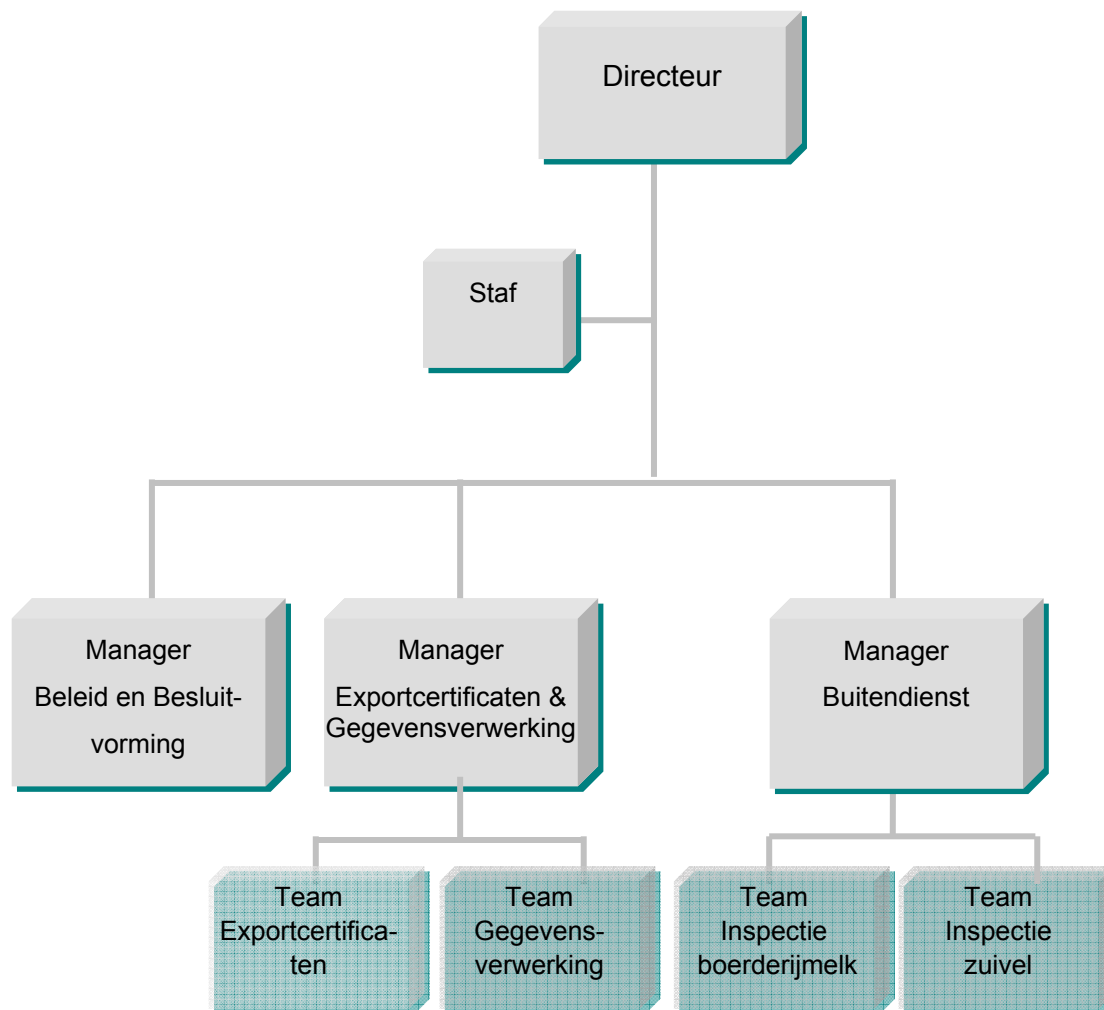 Directeur
Staf
Manager
Beleid en Besluit-
vorming
Manager
Exportcertificaten &
Gegevensverwerking
Manager
Buitendienst
Team
Exportcertifica-
ten
Team
Gegevens-
verwerking
Team
Inspectie
boerderijmelk
Team
Inspectie
zuivel